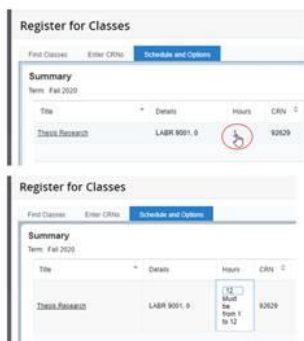 Register for Classes
Find Classes Enter CRNs Schedule and Options
Summary
Term: Fall 2020
Title Details Hours CRN
Thesis Research LABR 9001, 0 92629
Register for Classes
Find Classes Enter CRNs Schedule and Options
Summary
Term: Fall 2020
Title Details Hours CRN
Thesis Research LABR 9001, 0 12 92629
Must
be
from 1
to 12